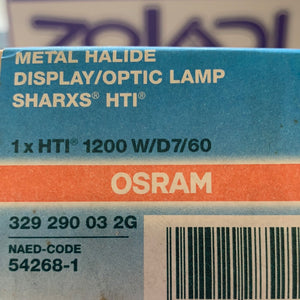 METAL HALIDE
DISPLAY/OPTIC LAMP
SHARXS® HTI®
1 x HTI® 1200 W/D7/60
OSRAM
329 290 03 2G
NAED-CODE
54268-1